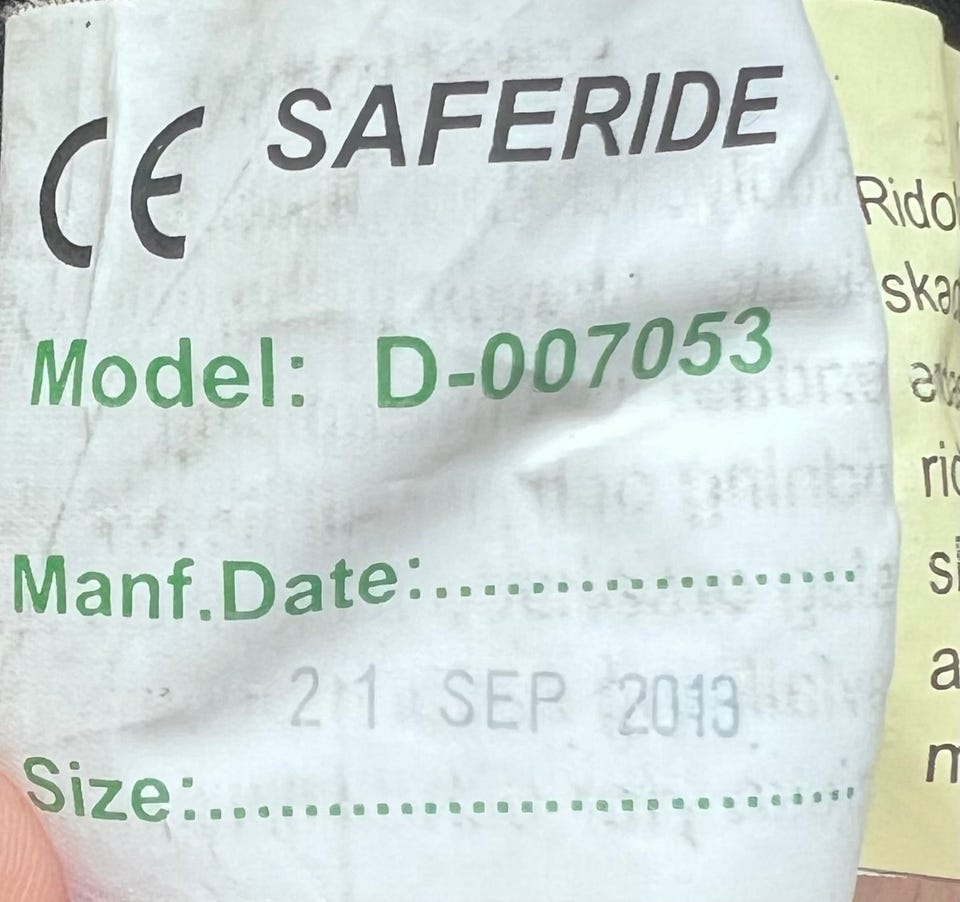 CE SAFERIDE
Model: D-007053
Manf.Date:..............................
21 SEP 2013
Size:..............................
a